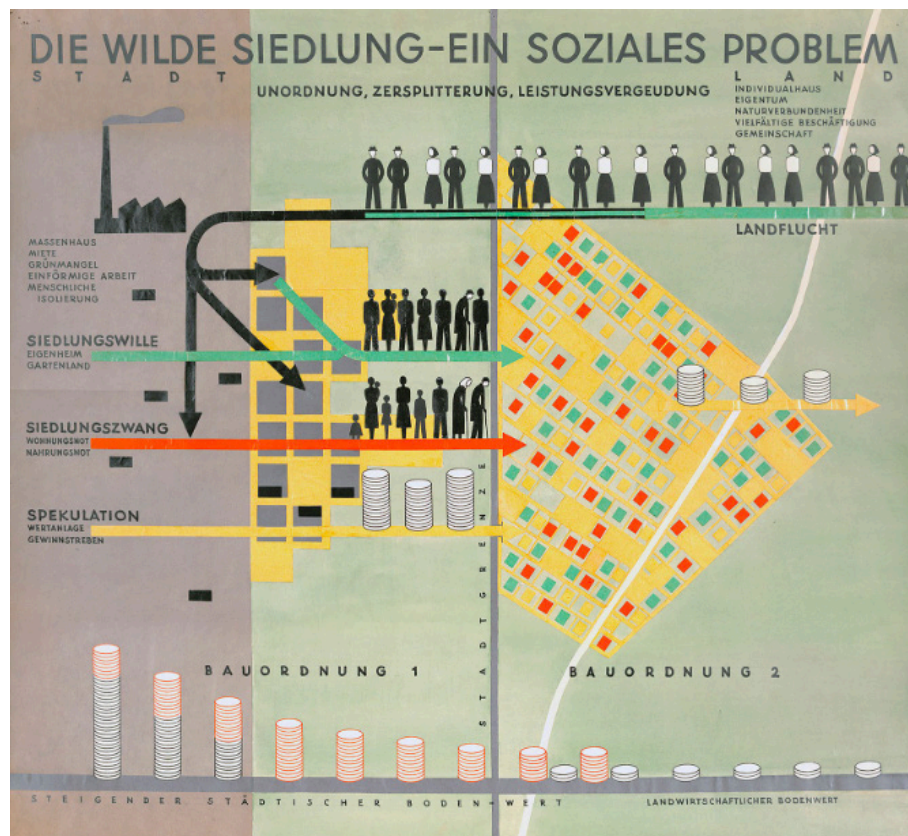 DIE WILDE SIEDLUNG-EIN SOZIALES PROBLEM
STADT
LAND
UNORDNUNG, ZERSPLITTERUNG, LEISTUNGSVERGEUDUNG
INDIVIDUALHAUS
EIGENTUM
NATURVERBUNDENHEIT
VIELFÄLTIGE BESCHÄFTIGUNG
GEMEINSCHAFT
LANDFLUCHT
MASSENHAUS
MIETE
GRÜNMANGEL
EINFÖRMIGE ARBEIT
MENSCHLICHE
ISOLIERUNG
SIEDLUNGSWILLE
EIGENHEIM
GARTENLAND
SIEDLUNGSZWANG
WOHNUNGSNOT
NAHRUNGSNOT
SPEKULATION
WERTANLAGE
GEWINNSTREBEN
STADTGRENZE
BAUORDNUNG 1
BAUORDNUNG 2
STEIGENDER STÄDTISCHER BODEN-WERT
LANDWIRTSCHAFTLICHER BODENWERT